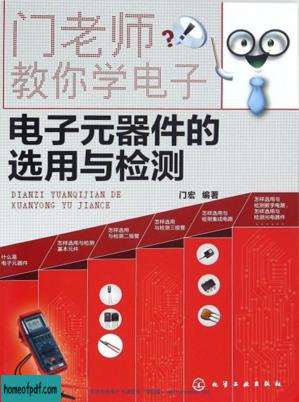 门老师
教你学电子
电子元器件的
选用与检测
DIANZI YUANQIJIAN DE
XUANYONG YU JIANCE
门宏 编著
什么是
电子元器件
怎样选用与检测
基本元件
怎样选用
与检测二极管
怎样选用
与检测三极管
怎样选用与
检测集成电路
怎样选用与
检测数字电路、
怎样选用与
检测光电器件
化学工业出版社
homeofpdf.com